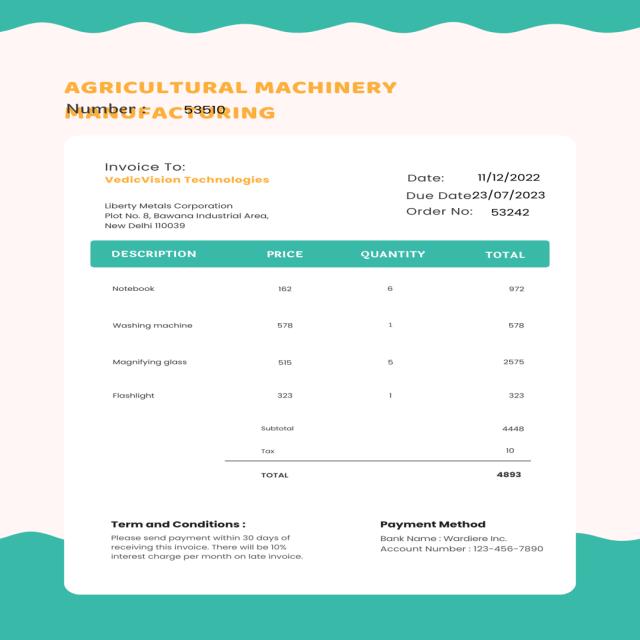 AGRICULTURAL MACHINERY
MANUFACTURING
Number : 53510
Invoice To:
VedicVision Technologies
Liberty Metals Corporation
Plot No. 8, Bawana Industrial Area,
New Delhi 110039
Date: 11/12/2022
Due Date 23/07/2023
Order No: 53242
DESCRIPTION PRICE QUANTITY TOTAL
Notebook 162 6 972
Washing machine 578 1 578
Magnifying glass 515 5 2575
Flashlight 323 1 323
Subtotal 4448
Tax 10
TOTAL 4893
Term and Conditions :
Please send payment within 30 days of
receiving this invoice. There will be 10%
interest charge per month on late invoice.
Payment Method
Bank Name : Wardiere Inc.
Account Number : 123-456-7890